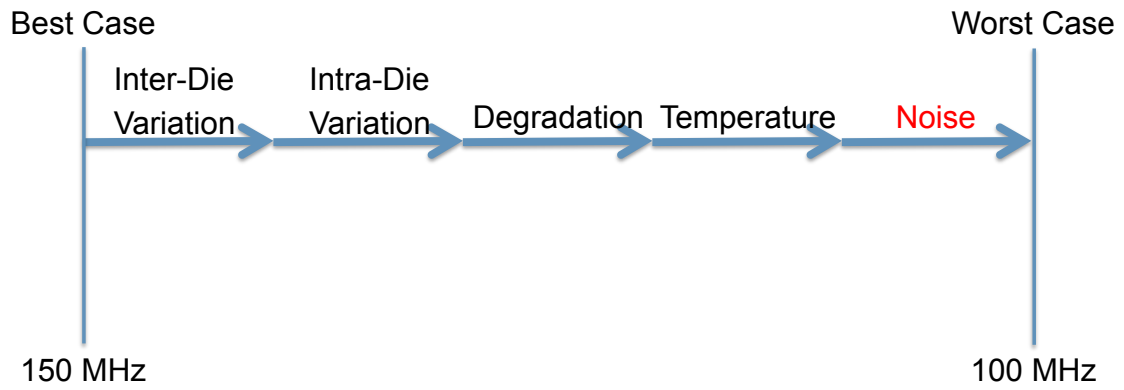 Best Case
Worst Case
Inter-Die
Variation
Intra-Die
Variation
Degradation
Temperature
Noise
150 MHz
100 MHz